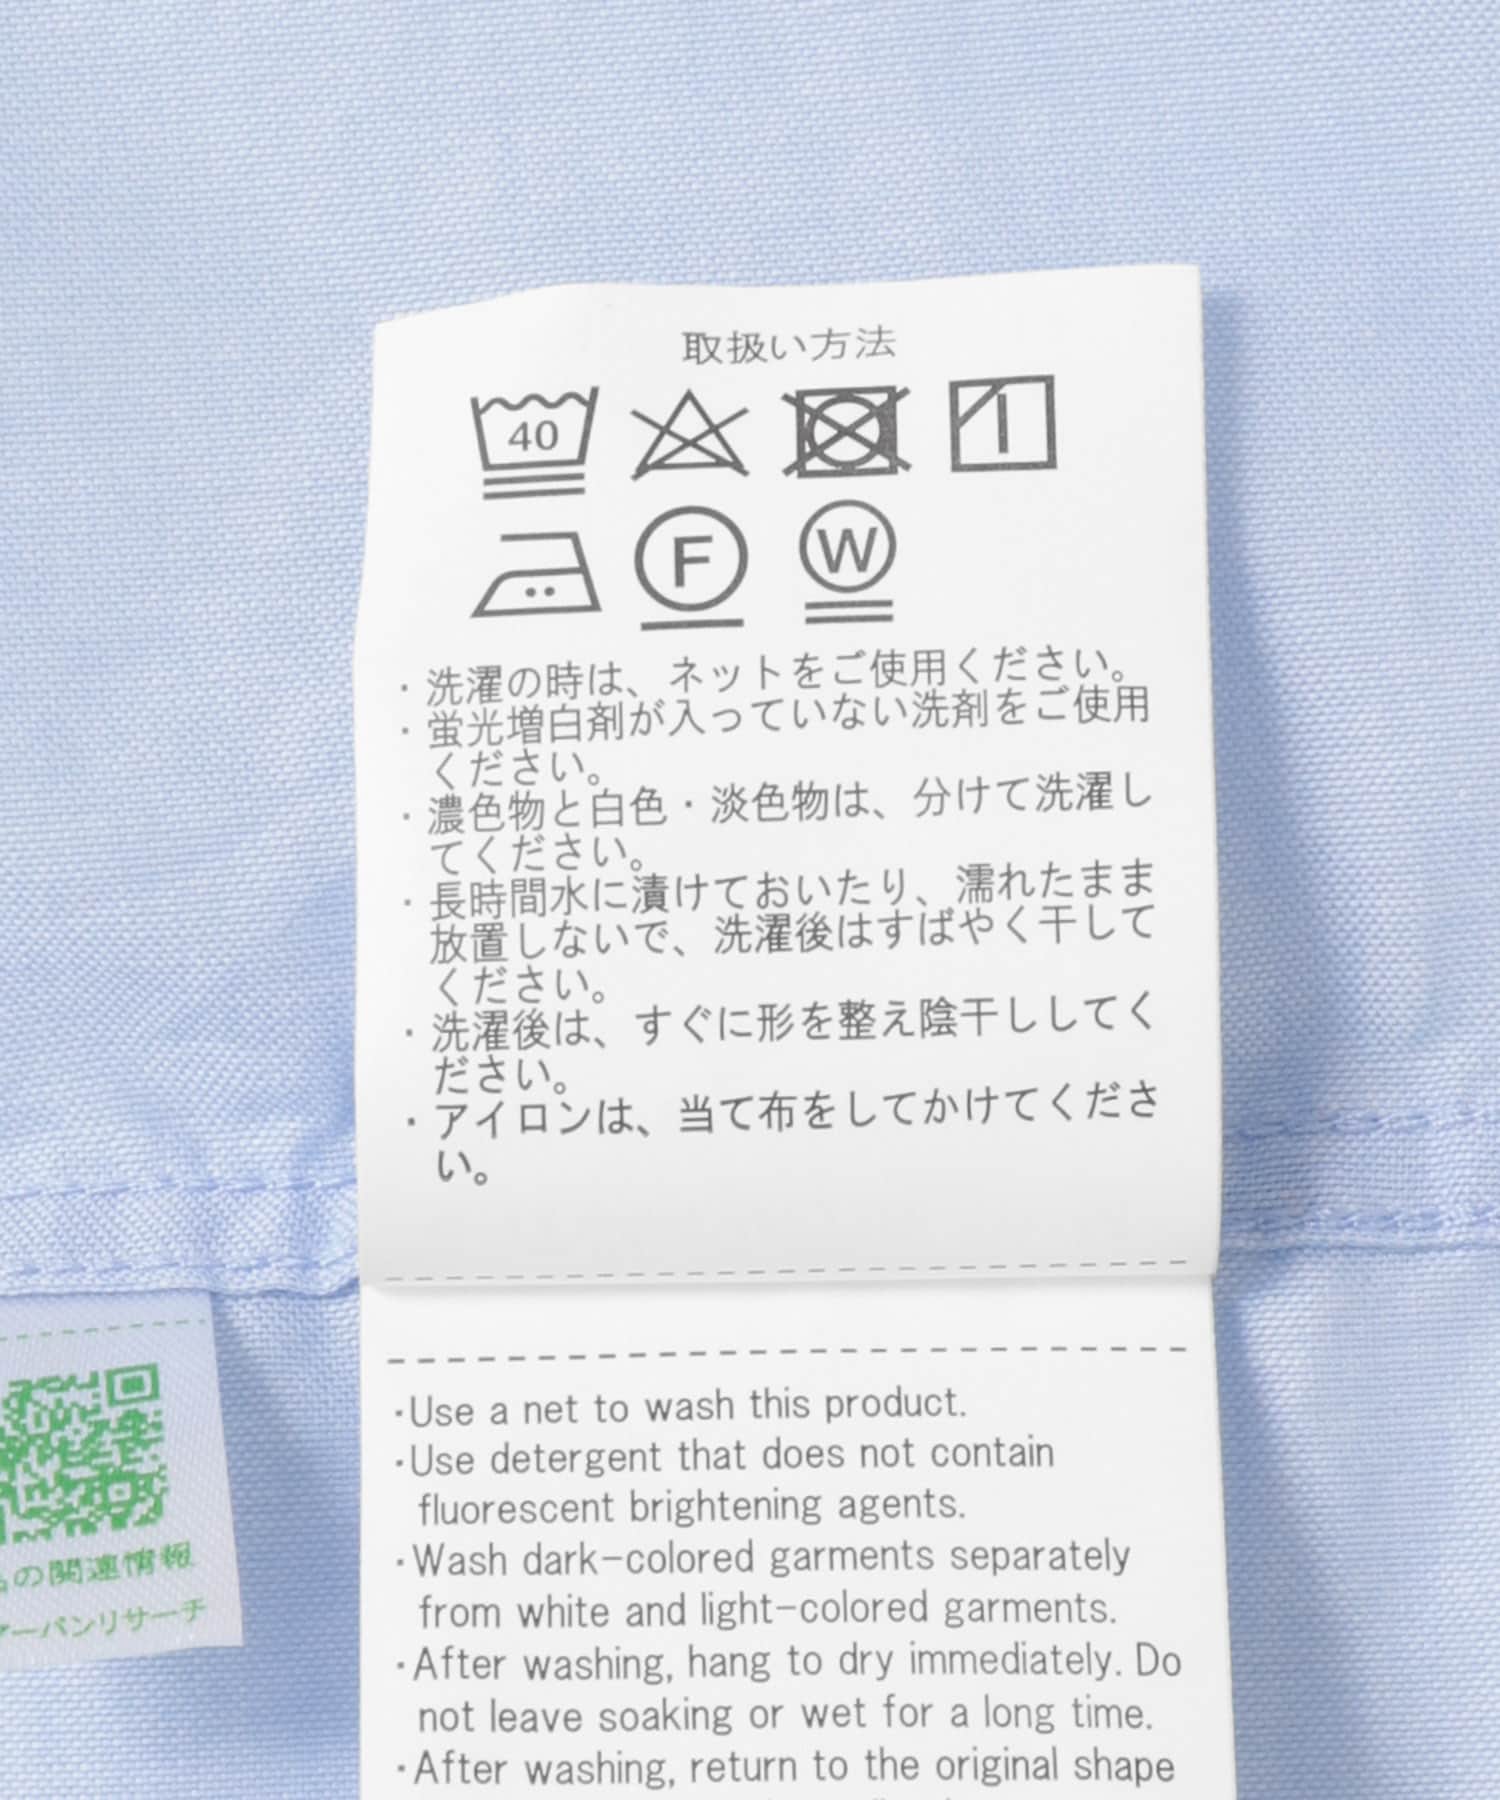 取扱い方法
40
F
W
・洗濯の時は、ネットをご使用ください。
・蛍光増白剤が入っていない洗剤をご使用
ください。
・濃色物と白色・淡色物は、分けて洗濯し
てください。
・長時間水に漬けておいたり、濡れたまま
放置しないで、洗濯後はすばやく干して
ください。
・洗濯後は、すぐに形を整え陰干ししてく
ださい。
・アイロンは、当て布をしてかけてくださ
い。
・Use a net to wash this product.
・Use detergent that does not contain
fluorescent brightening agents.
・Wash dark-colored garments separately
from white and light-colored garments.
・After washing, hang to dry immediately. Do
not leave soaking or wet for a long time.
・After washing, return to the original shape
の関連情報
アーバンリサーチ